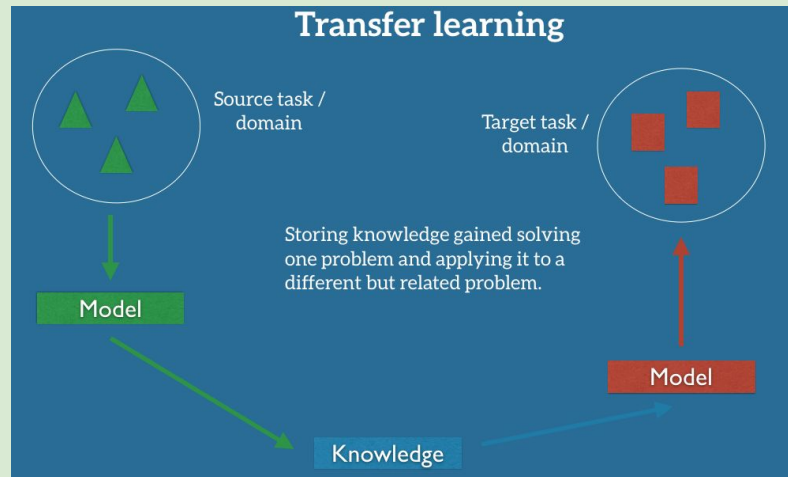 Transfer learning
Source task /
domain
Target task /
domain
Storing knowledge gained solving
one problem and applying it to a
different but related problem.
Model
Model
Knowledge